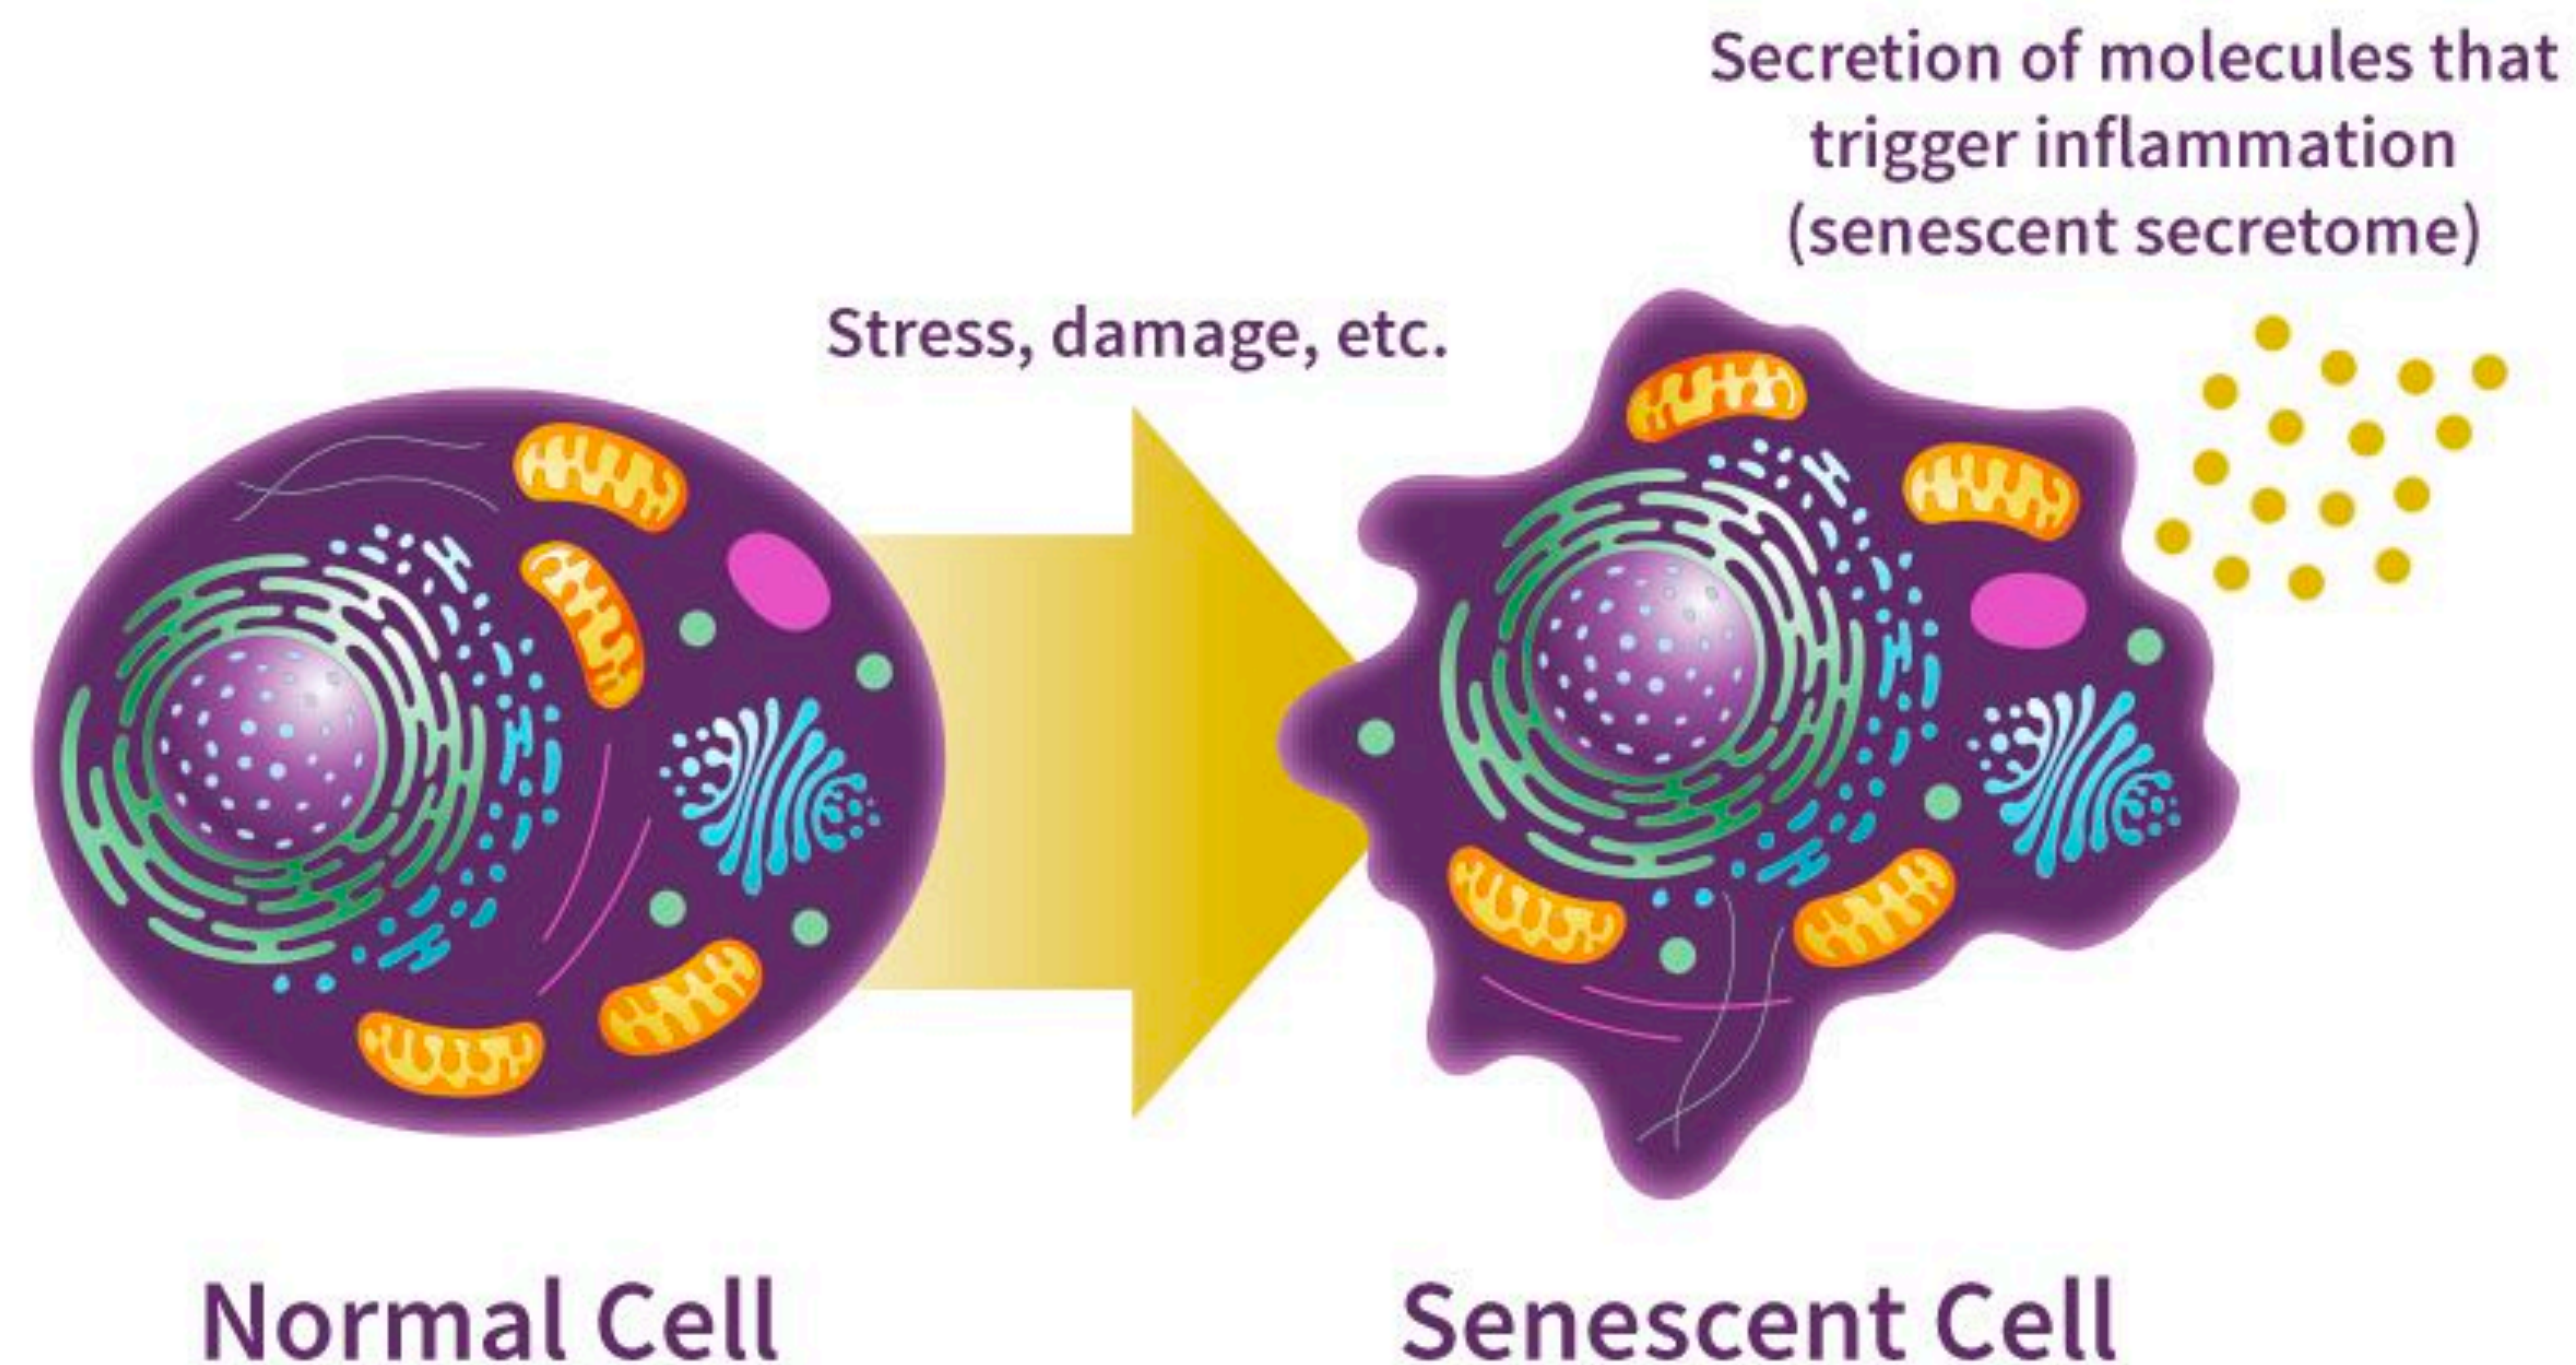 Secretion of molecules that
trigger inflammation
(senescent secretome)
Stress, damage, etc.
Normal Cell
Senescent Cell